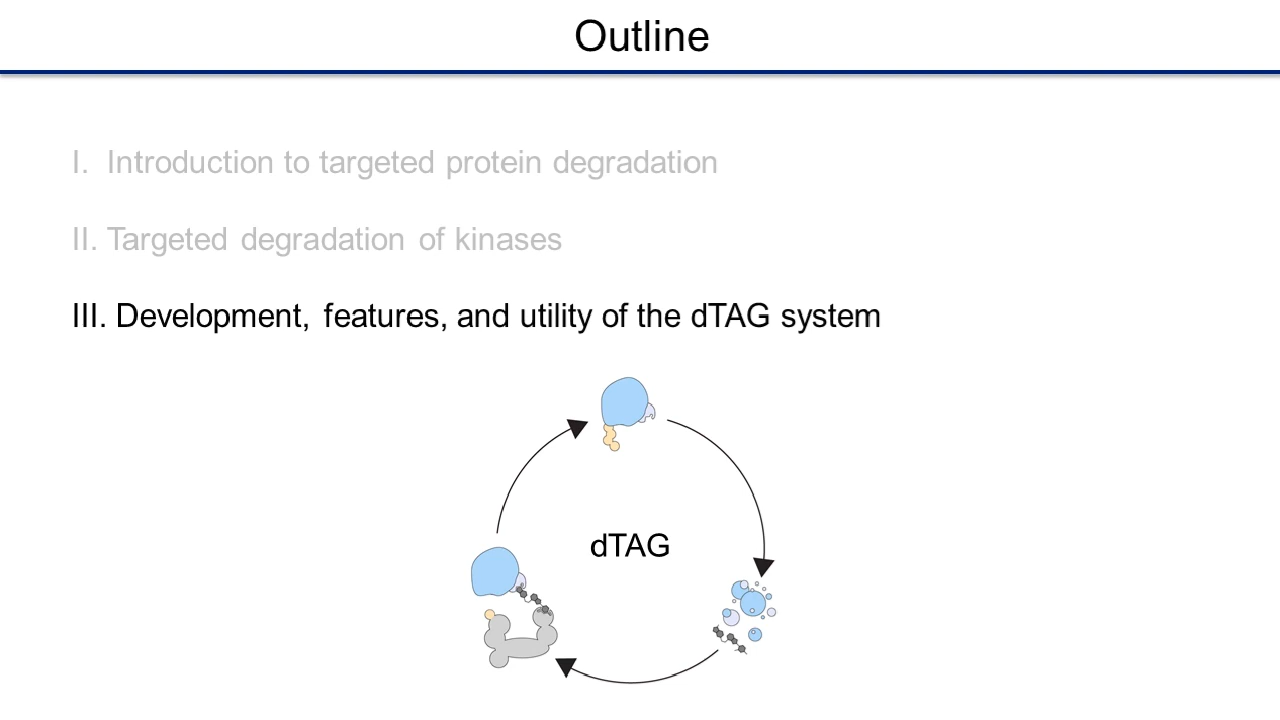 Outline
I. Introduction to targeted protein degradation
II. Targeted degradation of kinases
III. Development, features, and utility of the dTAG system
dTAG